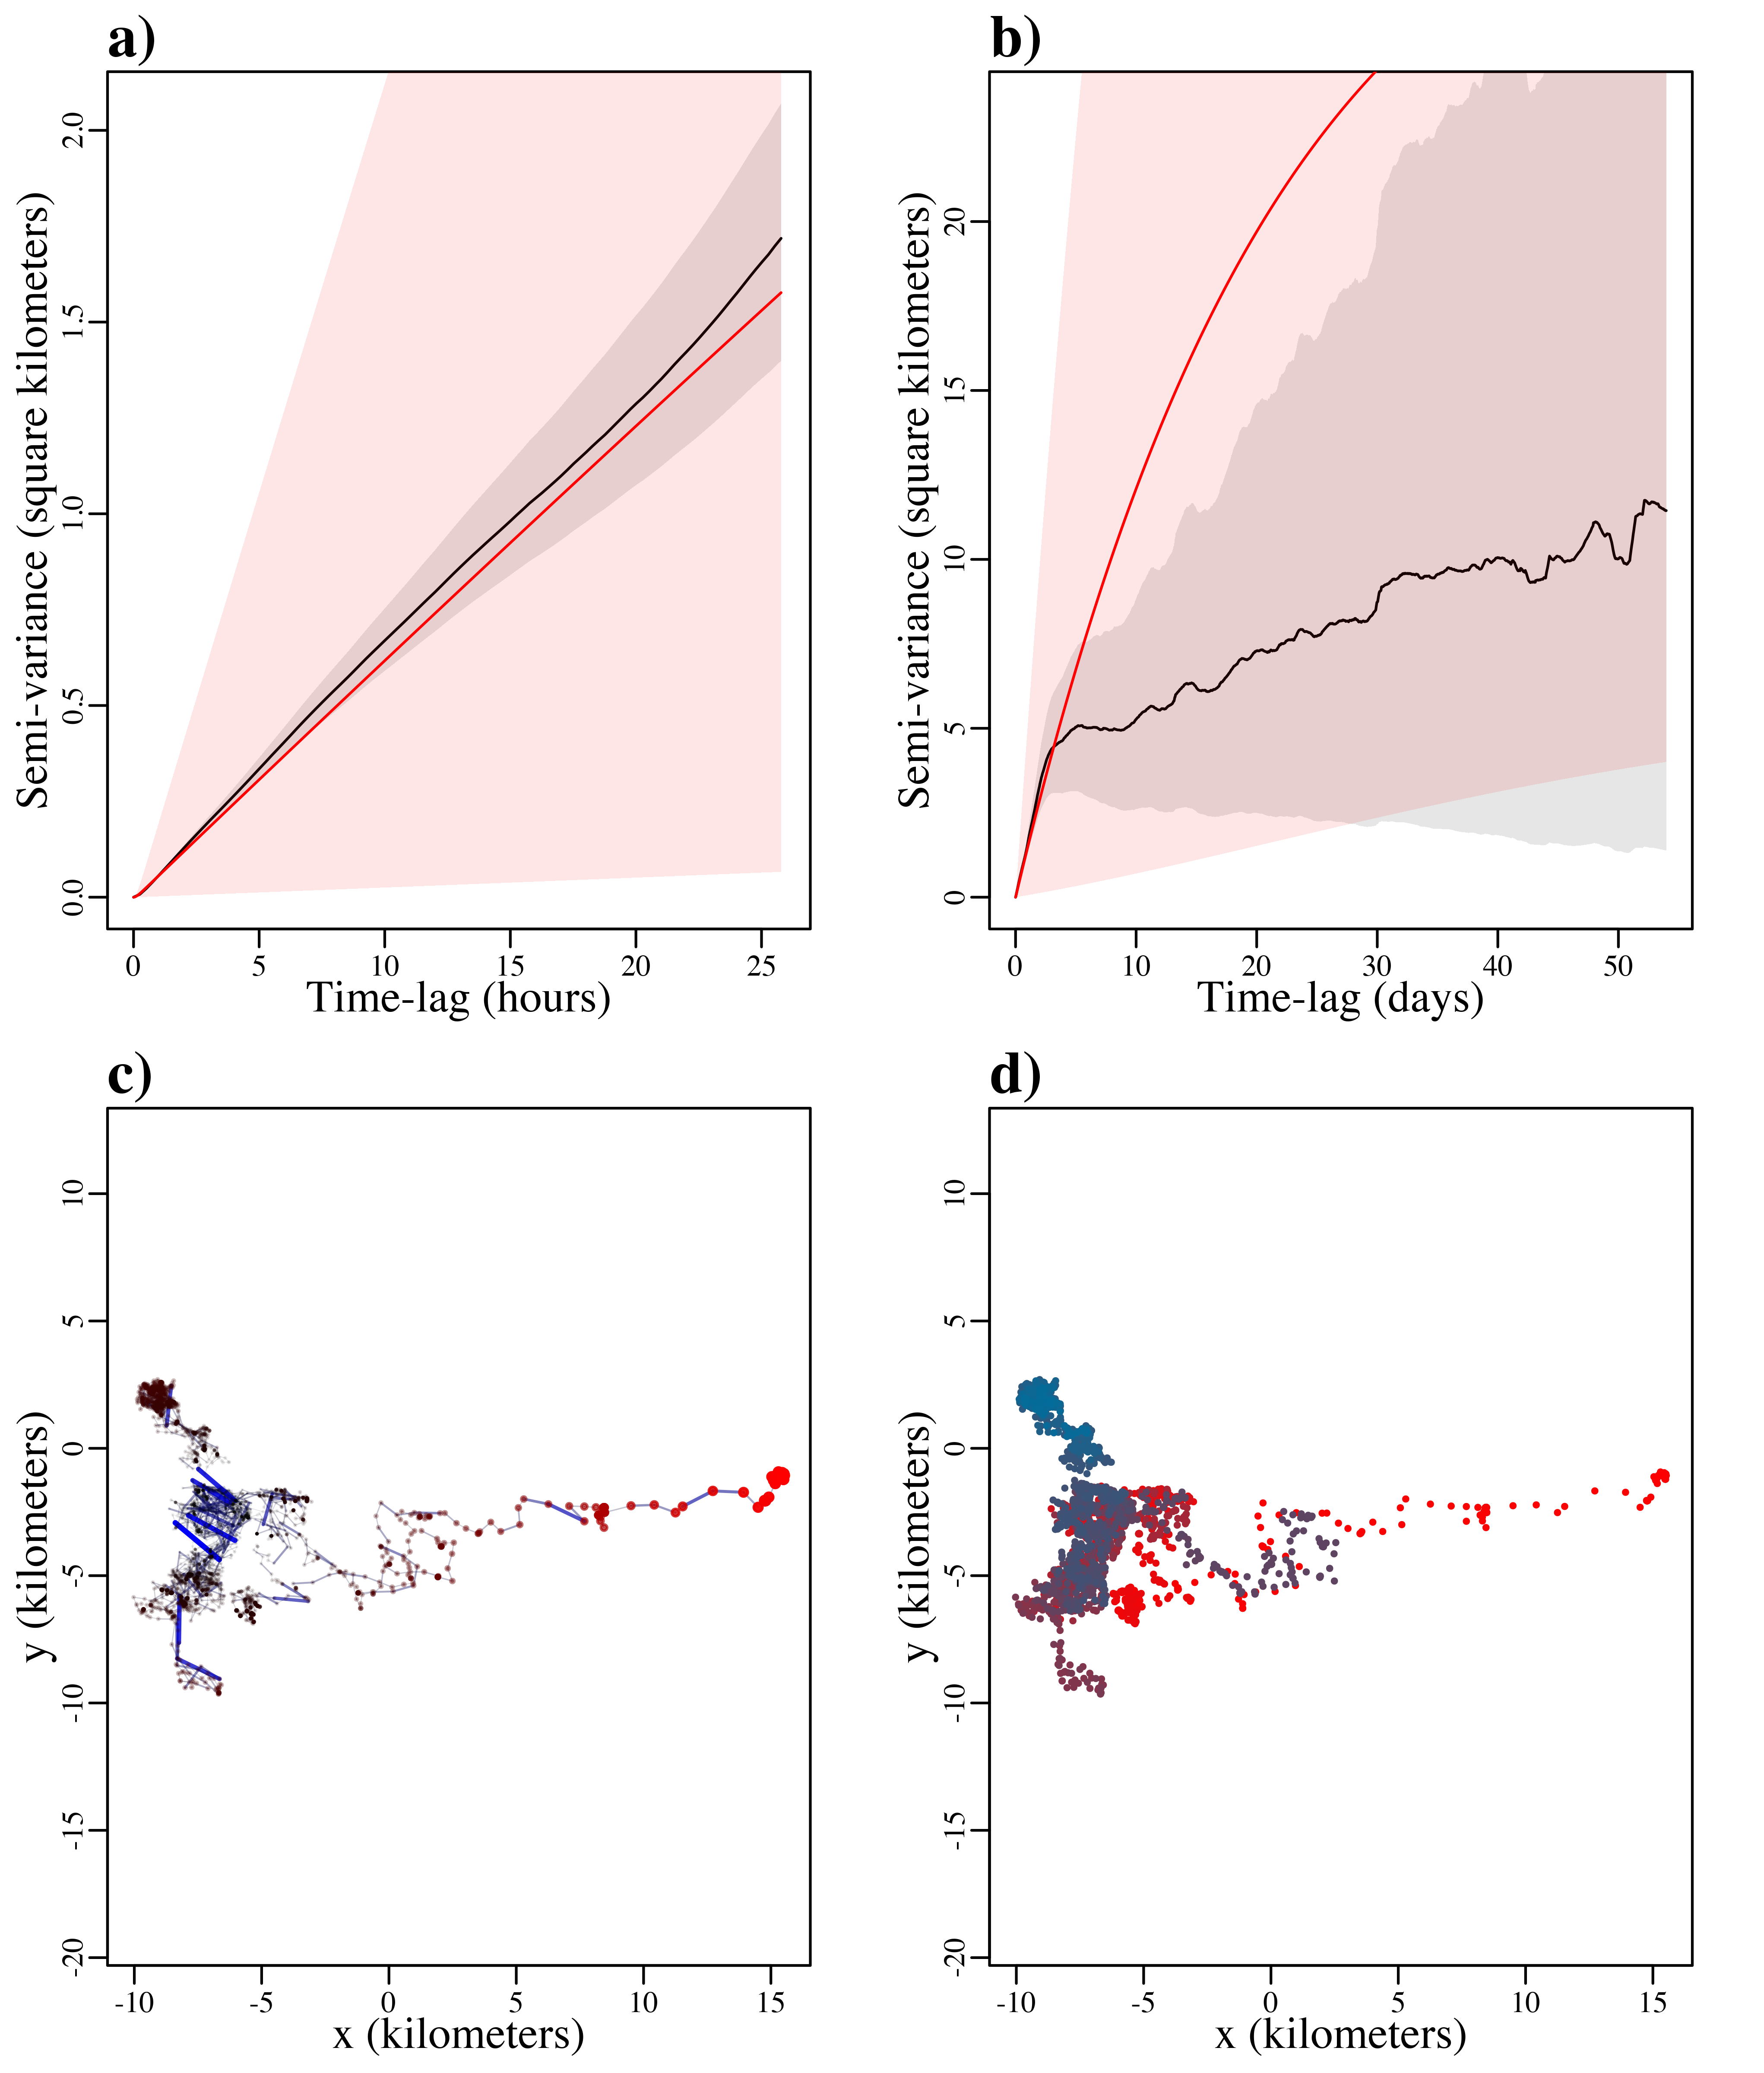 a)
Semi-variance (square kilometers)
2.0
1.5
1.0
0.5
0.0
0 5 10 15 20 25
Time-lag (hours)
b)
Semi-variance (square kilometers)
20
15
10
5
0
0 10 20 30 40 50
Time-lag (days)
c)
y (kilometers)
10
5
0
-5
-10
-15
-20
-10 -5 0 5 10 15
x (kilometers)
d)
y (kilometers)
10
5
0
-5
-10
-15
-20
-10 -5 0 5 10 15
x (kilometers)